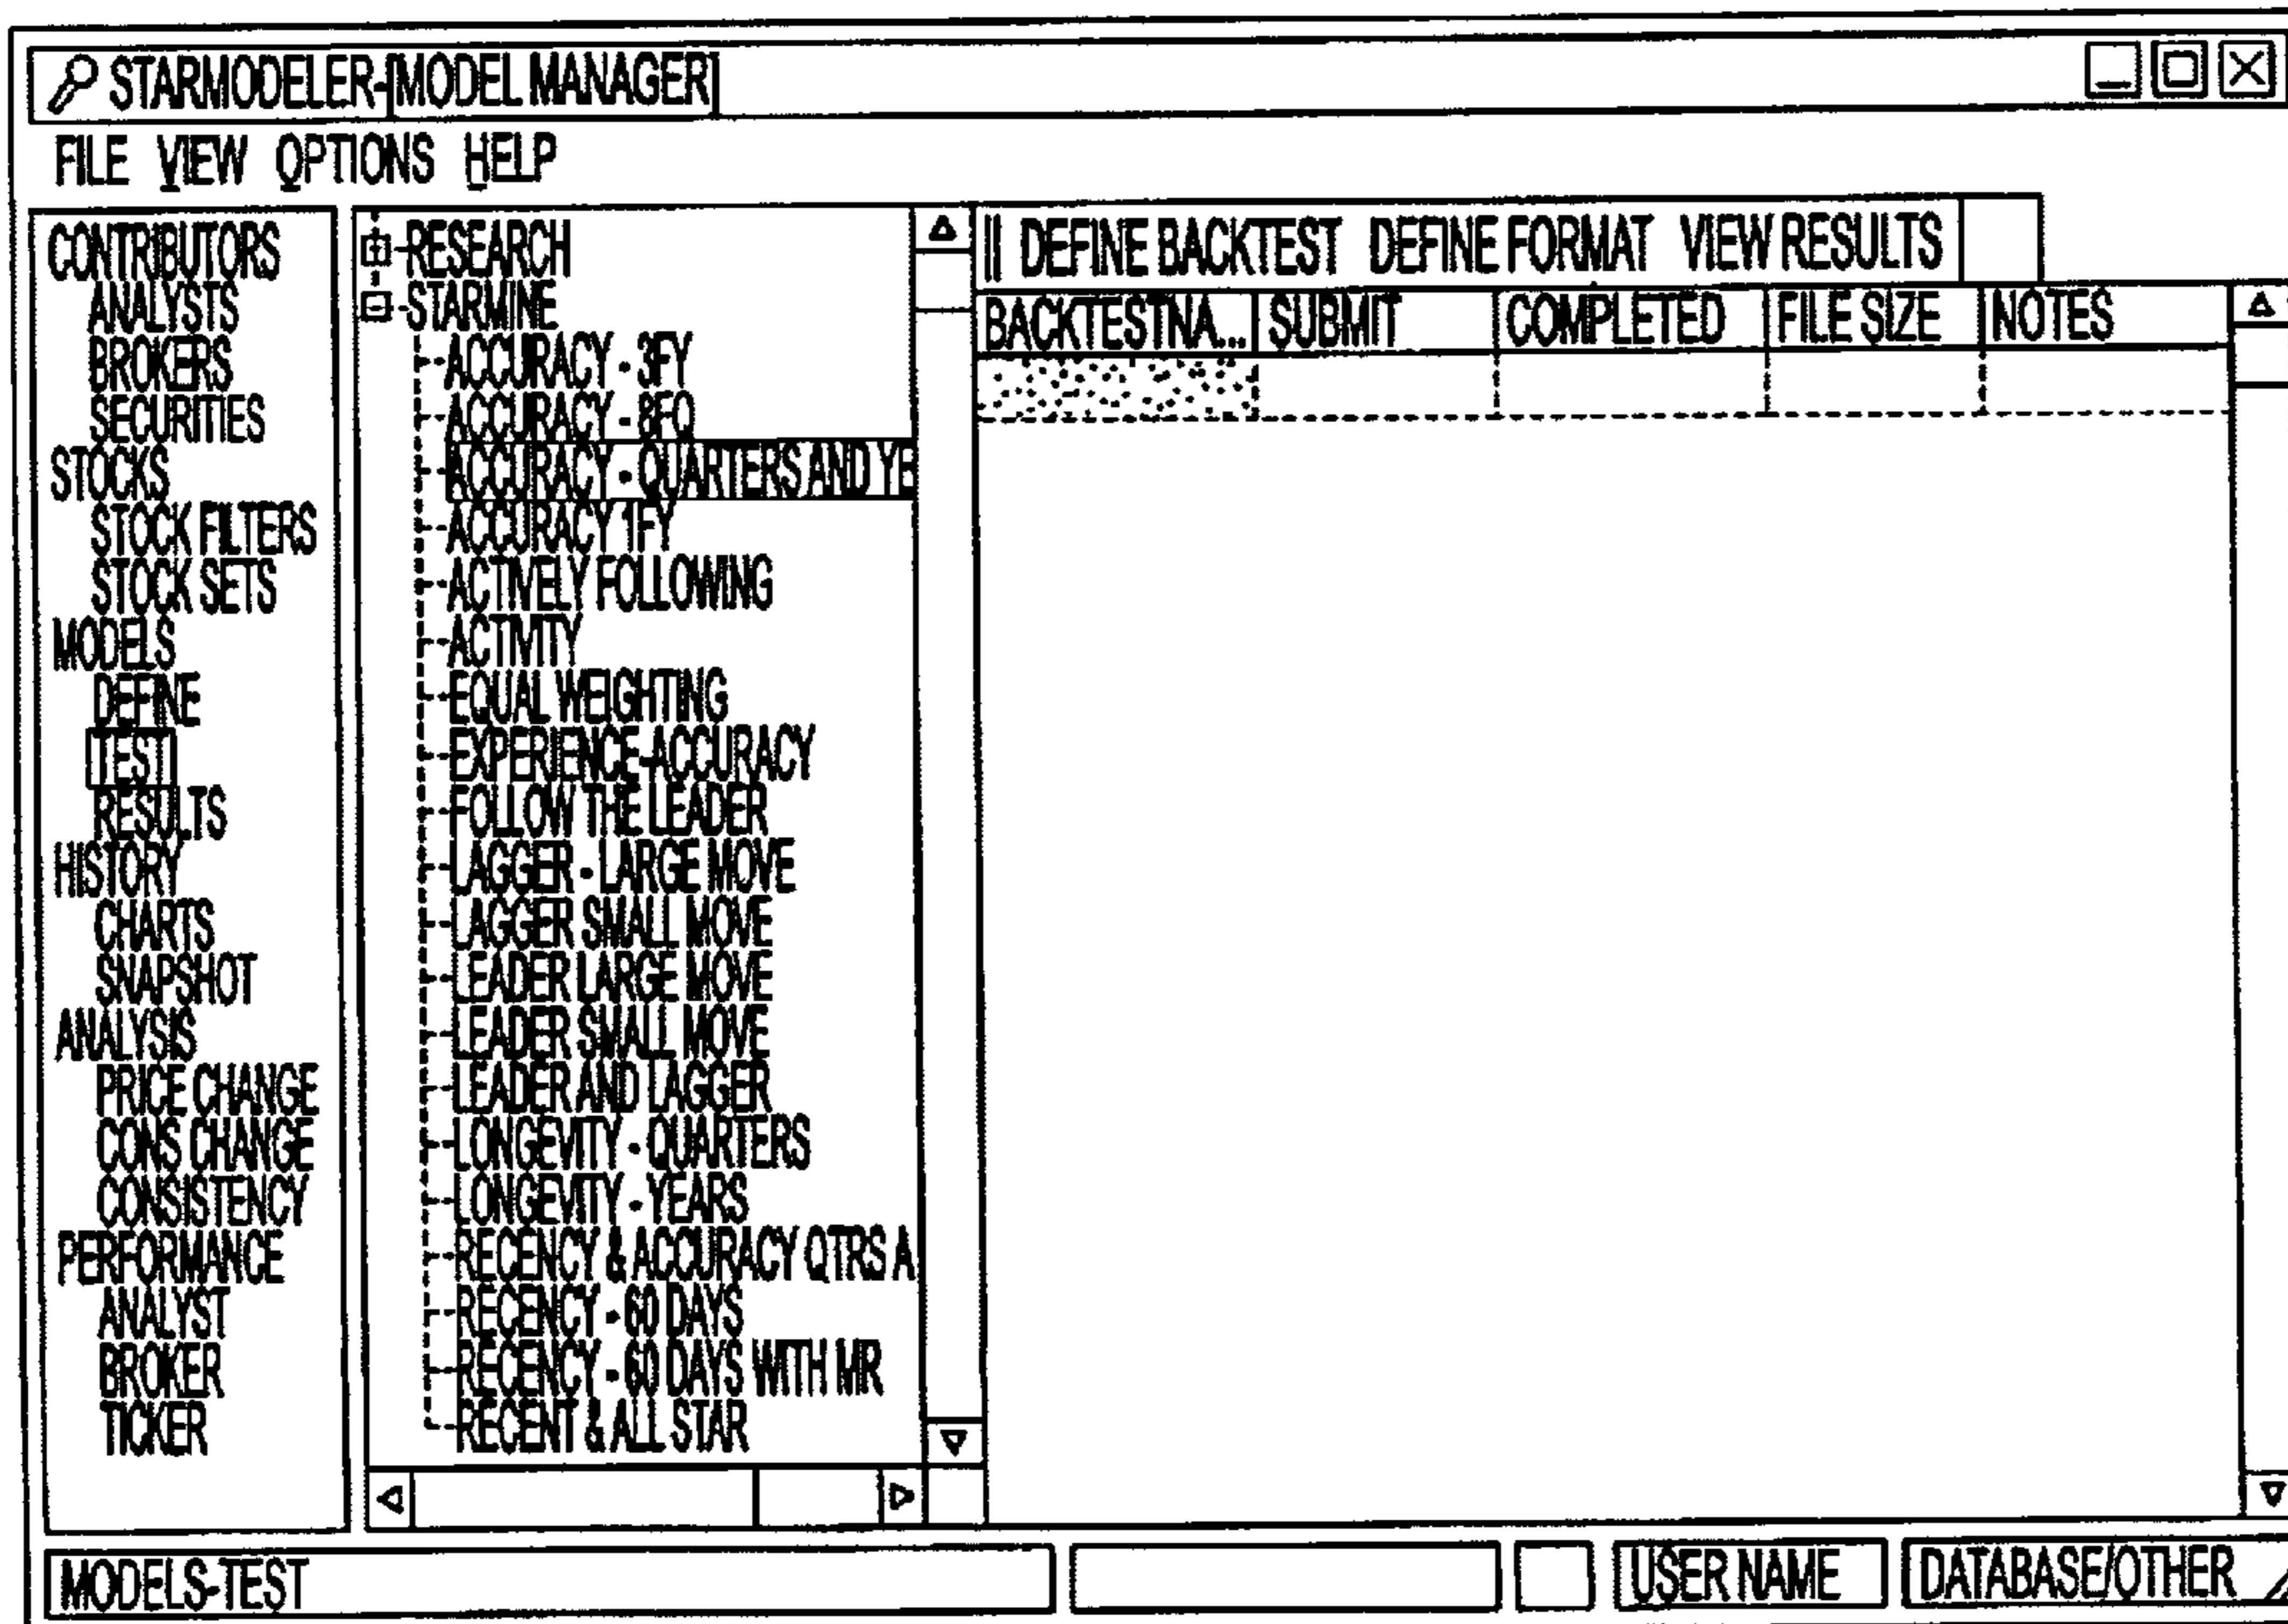 STARMODELER-[MODEL MANAGER]
FILE VIEW OPTIONS HELP
CONTRIBUTORS
ANALYSTS
BROKERS
SECURITIES
STOCKS
STOCK FILTERS
STOCK SETS
MODELS
DEFINE
TEST
RESULTS
HISTORY
CHARTS
SNAPSHOT
ANALYSIS
PRICE CHANGE
CONS CHANGE
CONSISTENCY
PERFORMANCE
ANALYST
BROKER
TICKER
RESEARCH
STARMINE
ACCURACY - 3FY
ACCURACY - 8FQ
ACCURACY - QUARTERS AND YE
ACCURACY 1FY
ACTIVELY FOLLOWING
ACTIVITY
EQUAL WEIGHTING
EXPERIENCE-ACCURACY
FOLLOW THE LEADER
LAGGER - LARGE MOVE
LAGGER SMALL MOVE
LEADER LARGE MOVE
LEADER SMALL MOVE
LEADER AND LAGGER
LONGEVITY - QUARTERS
LONGEVITY - YEARS
RECENCY & ACCURACY QTRS A
RECENCY - 60 DAYS
RECENCY - 60 DAYS WITH MR
RECENT & ALL STAR
|| DEFINE BACKTEST DEFINE FORMAT VIEW RESULTS
BACKTESTNA... SUBMIT COMPLETED FILE SIZE NOTES
MODELS-TEST USER NAME DATABASE/OTHER